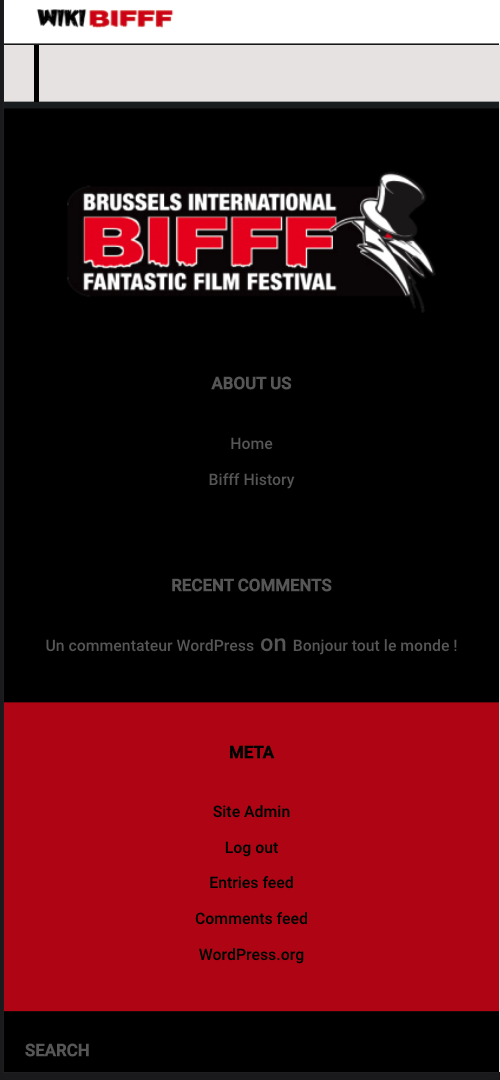 WIKI BIFFF
BRUSSELS INTERNATIONAL
BIFFF
FANTASTIC FILM FESTIVAL
ABOUT US
Home
Bifff History
RECENT COMMENTS
Un commentateur WordPress on Bonjour tout le monde !
META
Site Admin
Log out
Entries feed
Comments feed
WordPress.org
SEARCH